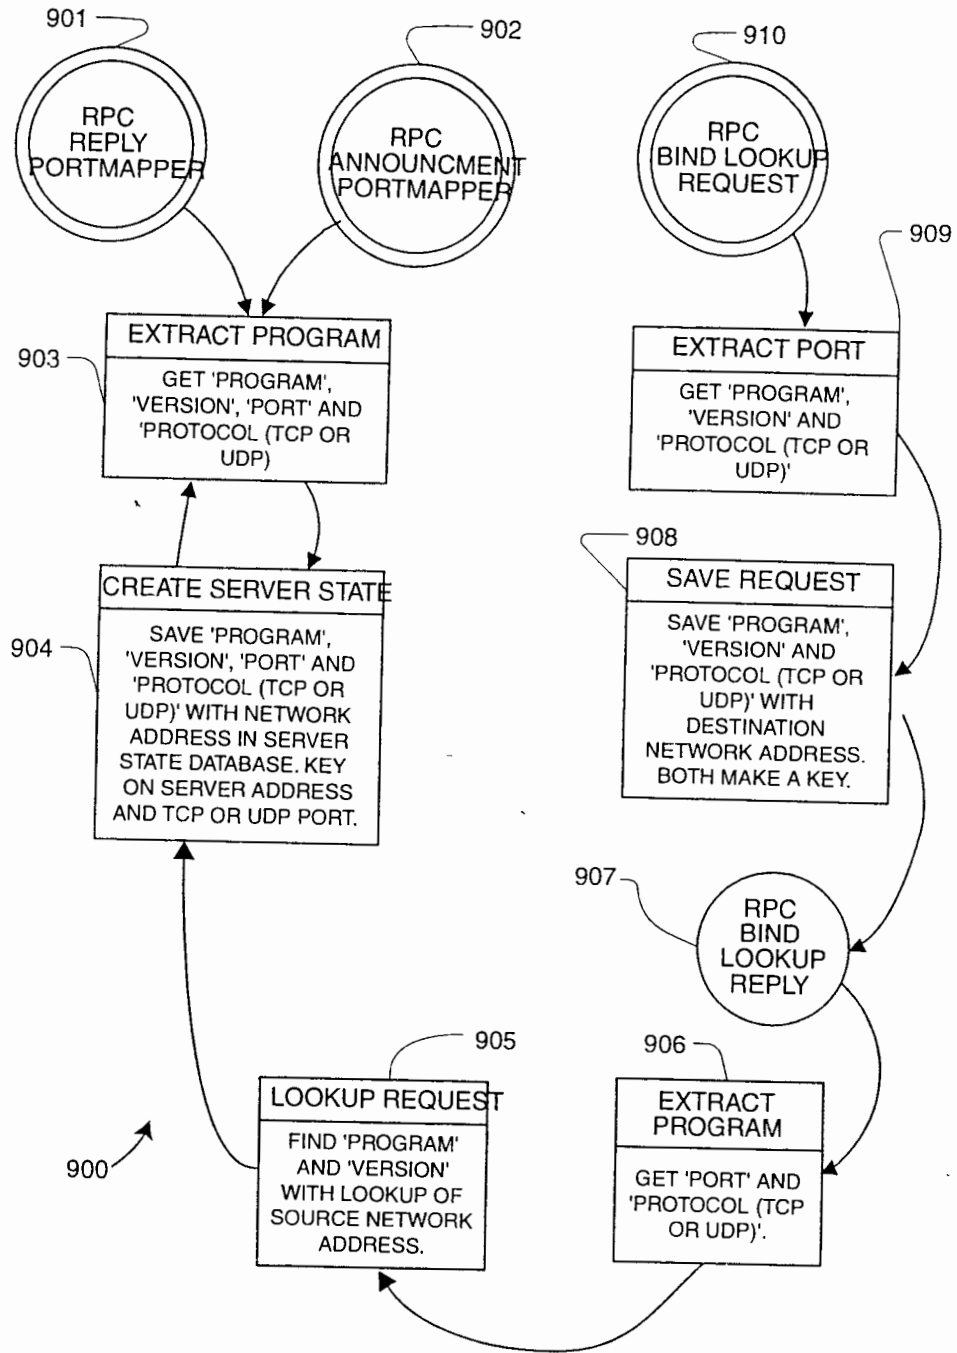 901
RPC
REPLY
PORTMAPPER
902
RPC
ANNOUNCMENT
PORTMAPPER
910
RPC
BIND LOOKUP
REQUEST
903
EXTRACT PROGRAM
GET 'PROGRAM',
'VERSION', 'PORT' AND
'PROTOCOL (TCP OR
UDP)
909
EXTRACT PORT
GET 'PROGRAM',
'VERSION' AND
'PROTOCOL (TCP OR
UDP)'
904
CREATE SERVER STATE
SAVE 'PROGRAM',
'VERSION', 'PORT' AND
'PROTOCOL (TCP OR
UDP)' WITH NETWORK
ADDRESS IN SERVER
STATE DATABASE. KEY
ON SERVER ADDRESS
AND TCP OR UDP PORT.
908
SAVE REQUEST
SAVE 'PROGRAM',
'VERSION' AND
'PROTOCOL (TCP OR
UDP)' WITH
DESTINATION
NETWORK ADDRESS.
BOTH MAKE A KEY.
907
RPC
BIND
LOOKUP
REPLY
905
LOOKUP REQUEST
FIND 'PROGRAM'
AND 'VERSION'
WITH LOOKUP OF
SOURCE NETWORK
ADDRESS.
906
EXTRACT
PROGRAM
GET 'PORT' AND
'PROTOCOL (TCP
OR UDP)'.
900